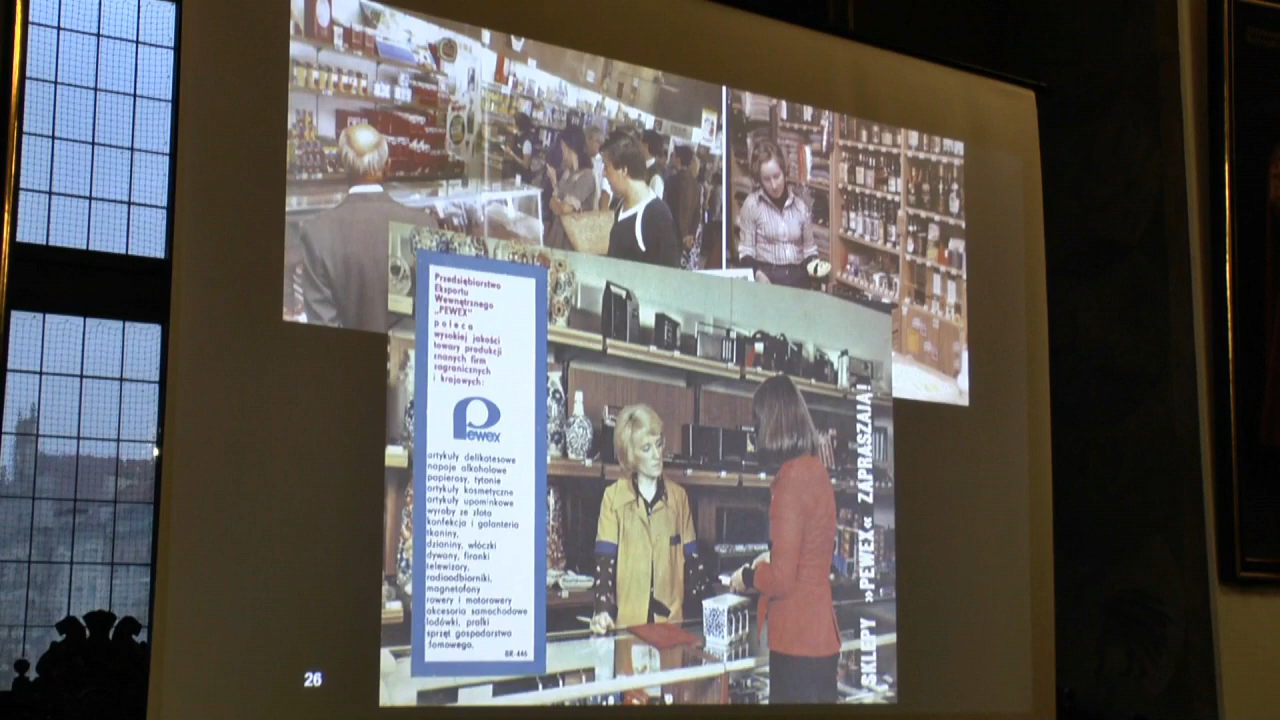 Przedsiębiorstwo
Eksportu
Wewnętrznego
„PEWEX"
poleca
wysokiej jakości
towary produkcji
znanych firm
zagranicznych
i krajowych:
Pewex
artykuły delikatesowe
napoje alkoholowe
papierosy, tytonie
artykuły kosmetyczne
artykuły upominkowe
wyroby ze złota
konfekcja i galanteria
tkaniny,
dzianiny, włóczki
dywany, firanki
telewizory,
radioodbiorniki,
magnetofony
rowery i motorowery
akcesoria samochodowe
lodówki, pralki
sprzęt gospodarstwa
domowego.
BR-446
SKLEPY »PEWEX« ZAPRASZAJĄ!
26